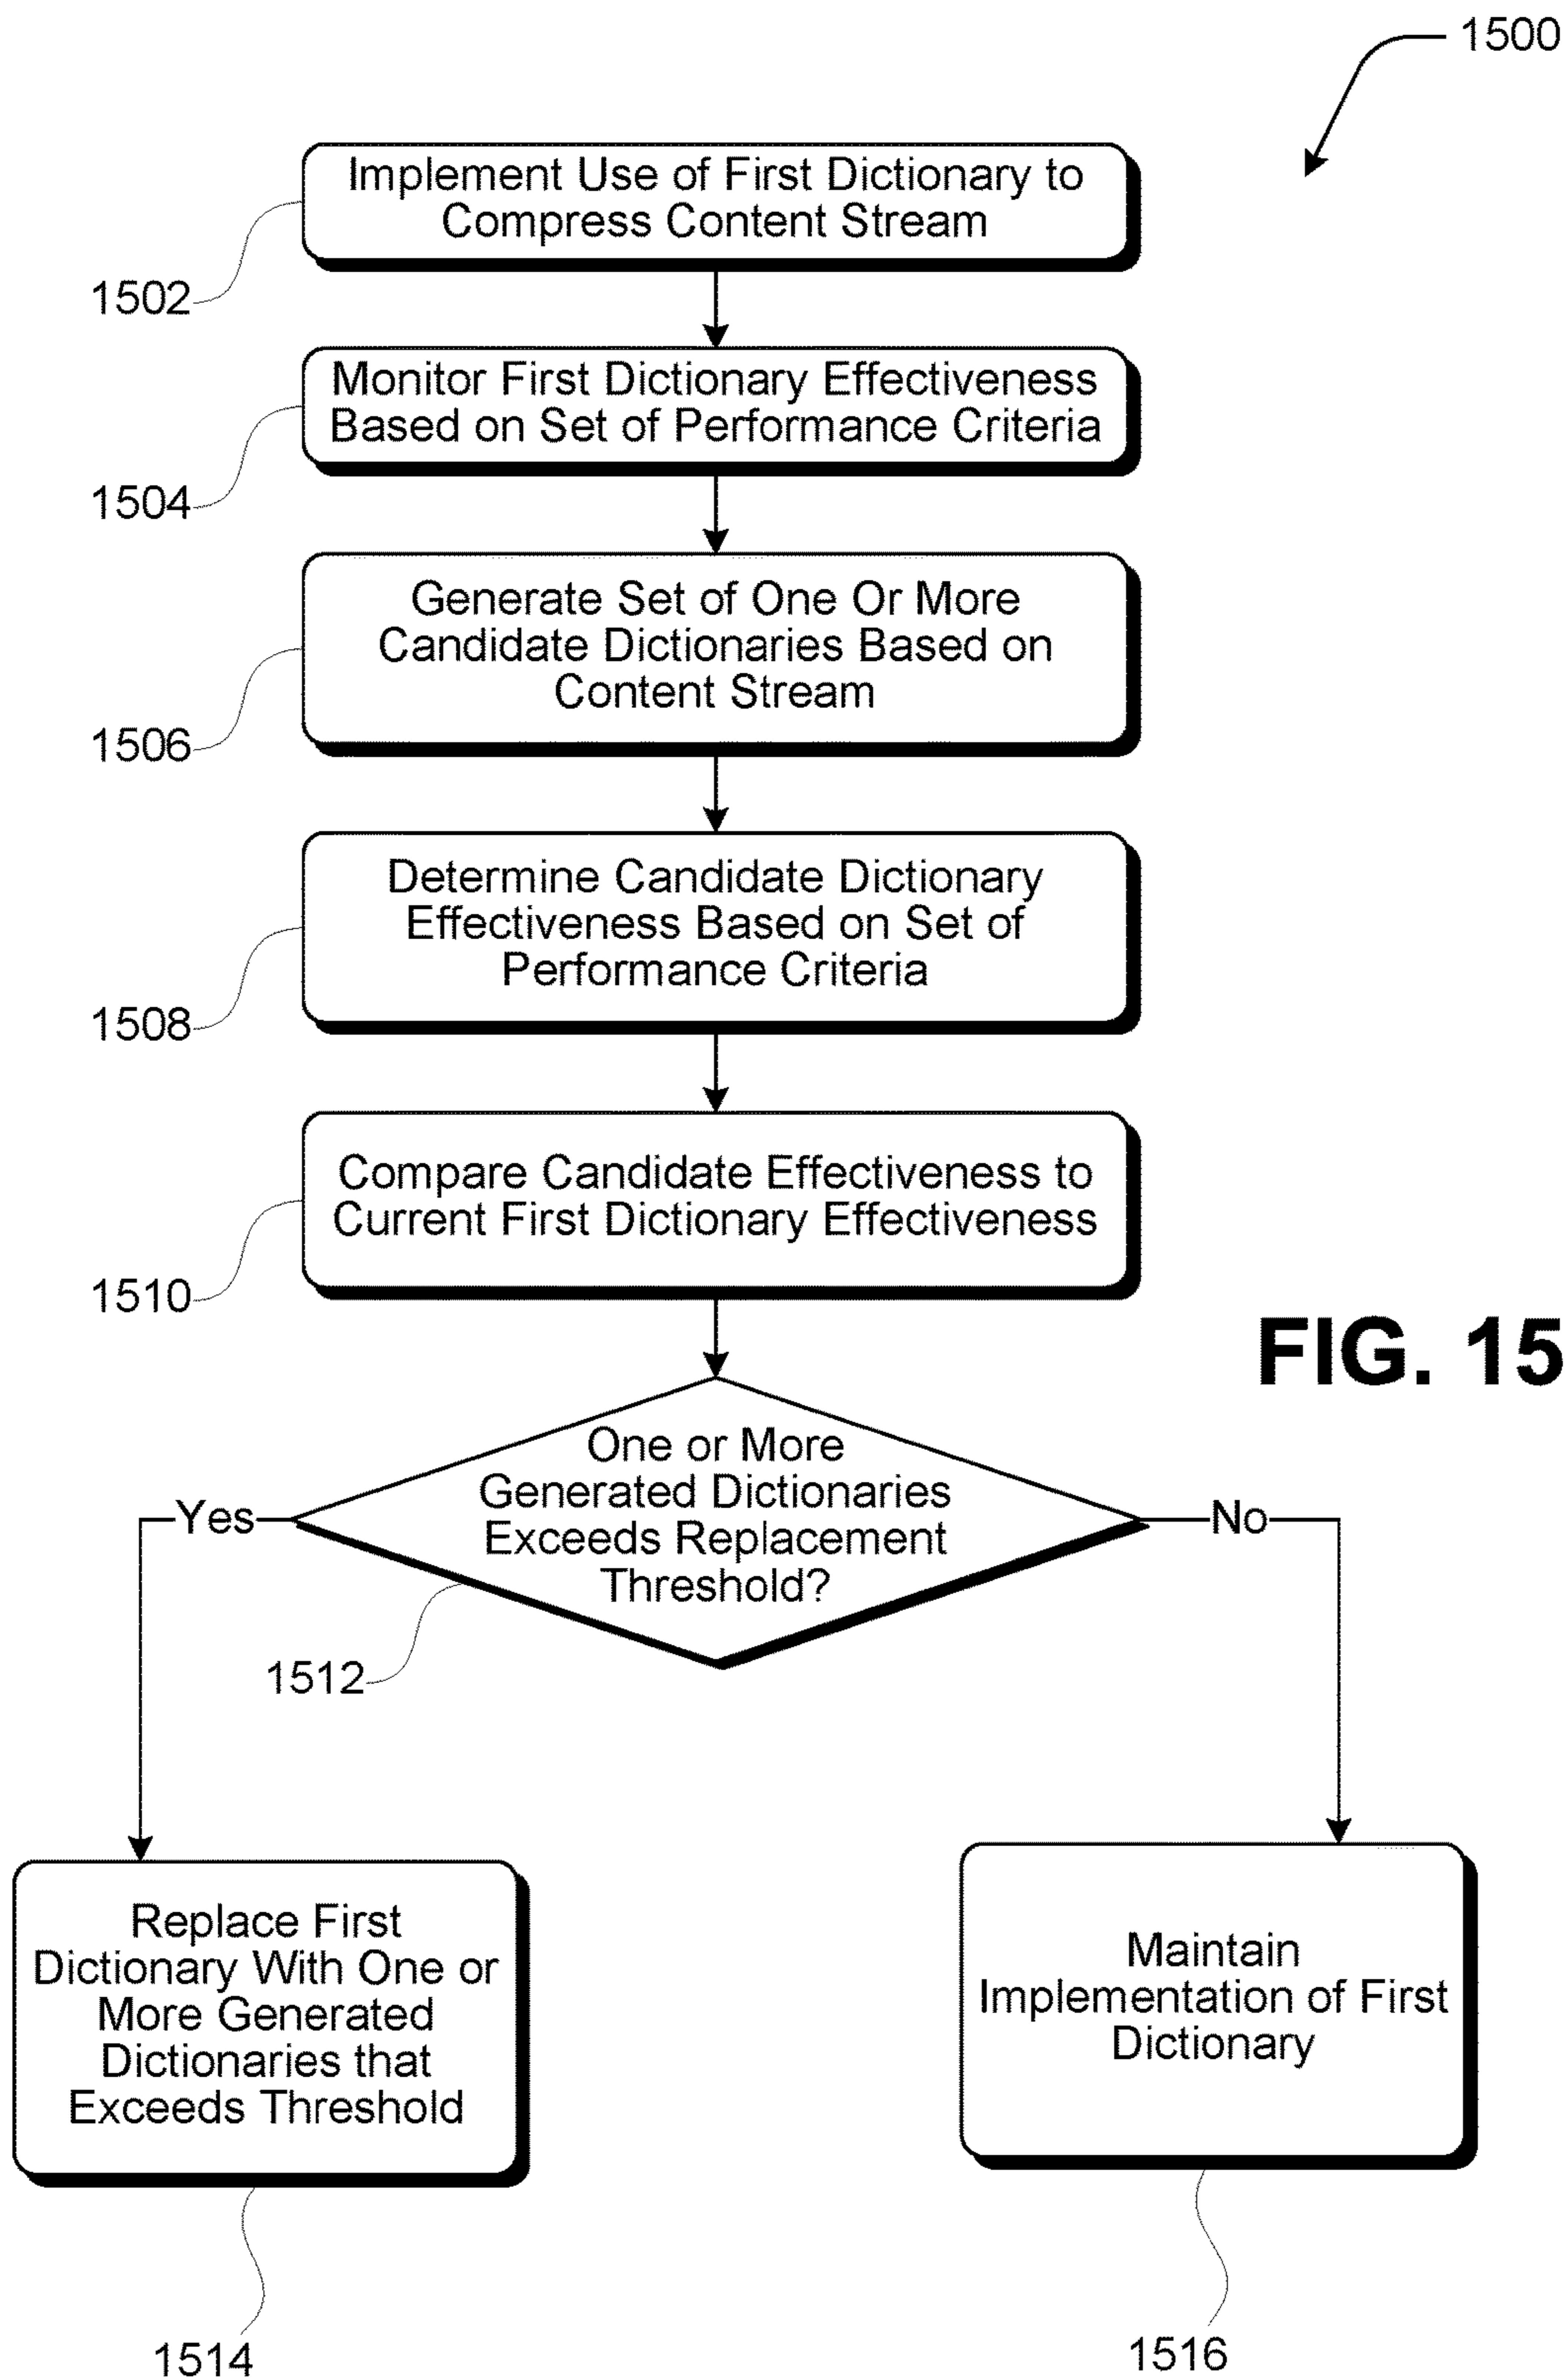 1500
Implement Use of First Dictionary to
Compress Content Stream
1502
Monitor First Dictionary Effectiveness
Based on Set of Performance Criteria
1504
Generate Set of One Or More
Candidate Dictionaries Based on
Content Stream
1506
Determine Candidate Dictionary
Effectiveness Based on Set of
Performance Criteria
1508
Compare Candidate Effectiveness to
Current First Dictionary Effectiveness
1510
FIG. 15
One or More
Generated Dictionaries
Exceeds Replacement
Threshold?
Yes
No
1512
Replace First
Dictionary With One or
More Generated
Dictionaries that
Exceeds Threshold
Maintain
Implementation of First
Dictionary
1514
1516